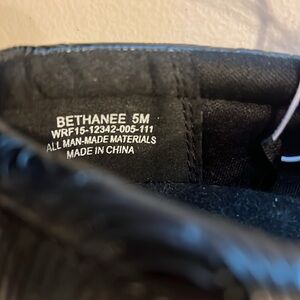 BETHANEE 5M
WRF15-12342-005-111
ALL MAN-MADE MATERIALS
MADE IN CHINA